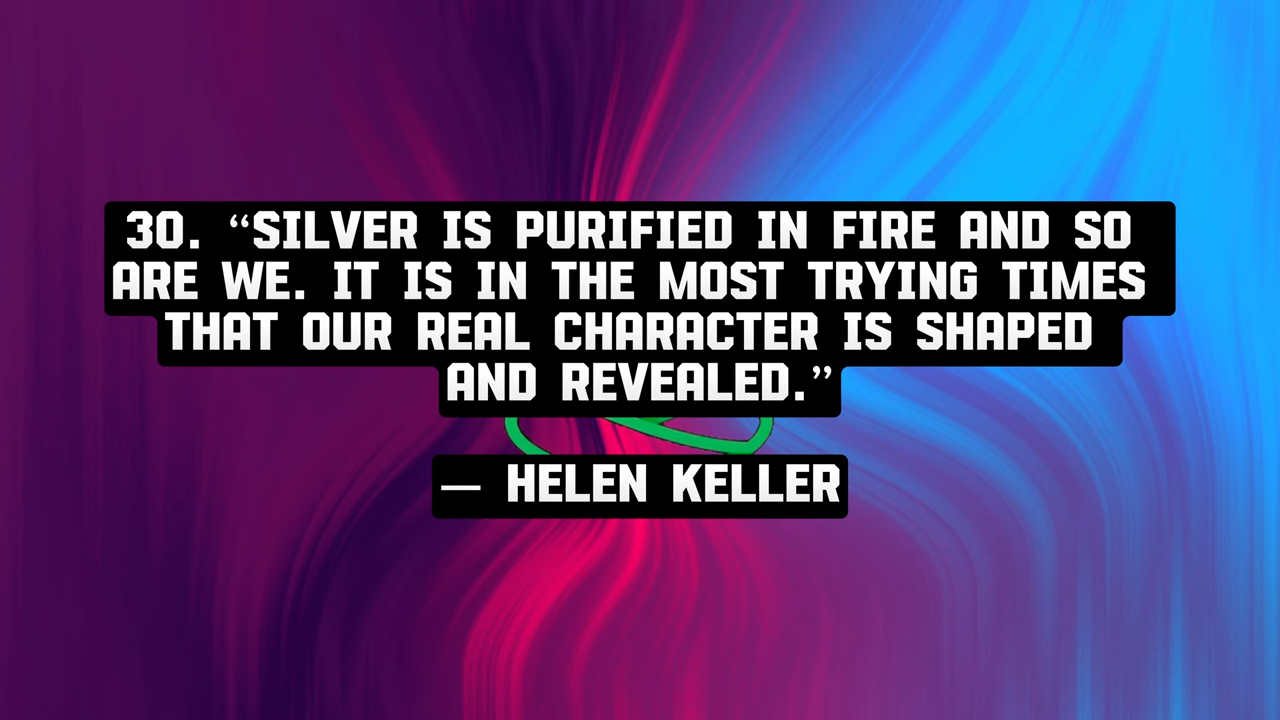 30. “SILVER IS PURIFIED IN FIRE AND SO
ARE WE. IT IS IN THE MOST TRYING TIMES
THAT OUR REAL CHARACTER IS SHAPED
AND REVEALED.”
— HELEN KELLER